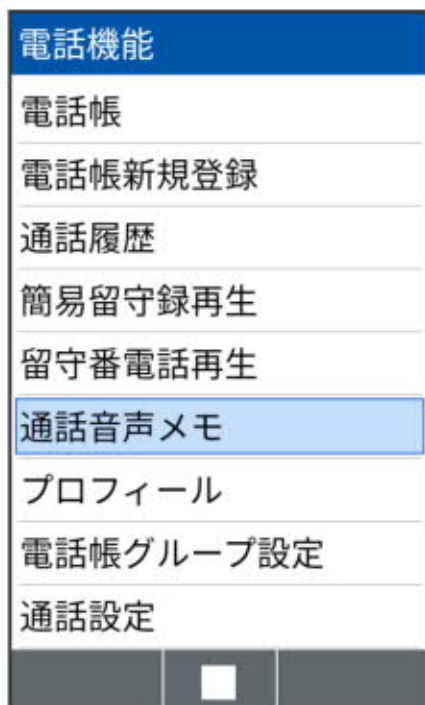 電話機能
電話帳
電話帳新規登録
通話履歴
簡易留守録再生
留守番電話再生
通話音声メモ
プロフィール
電話帳グループ設定
通話設定